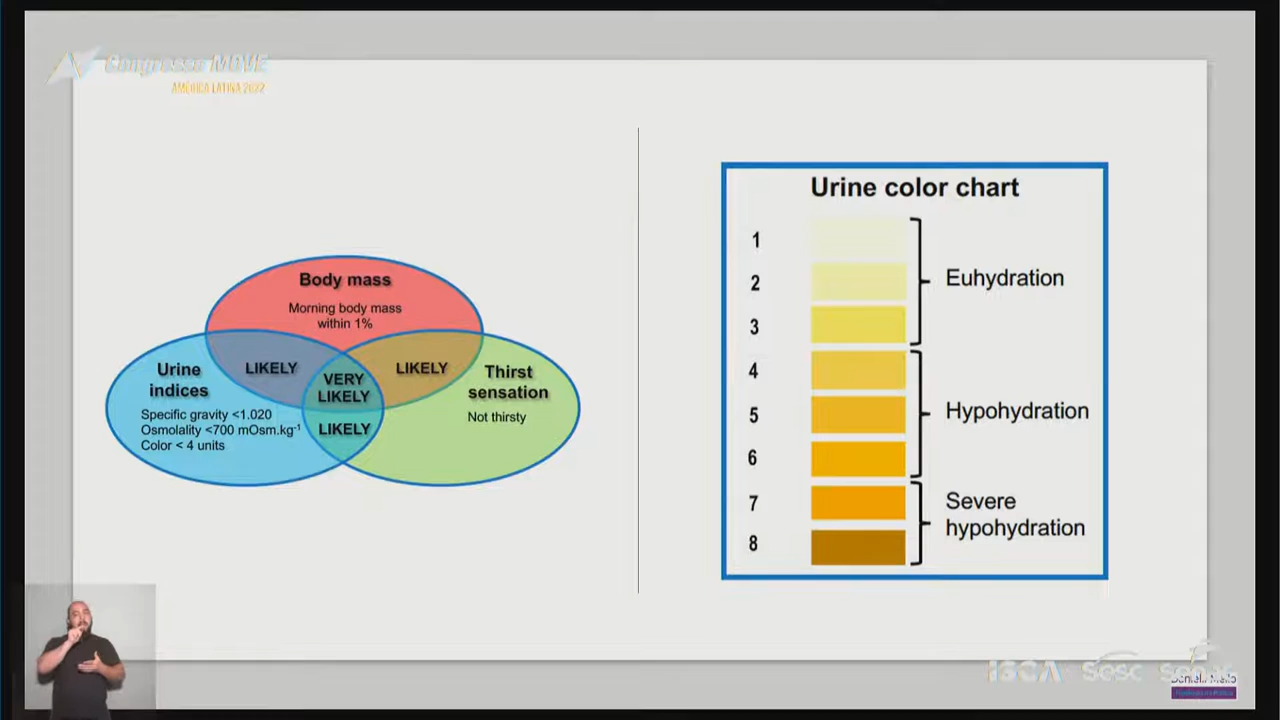 Congresso MOVE
AMÉRICA LATINA 2022
Body mass
Morning body mass
within 1%
Urine
indices
Specific gravity <1.020
Osmolality <700 mOsm.kg⁻¹
Color < 4 units
LIKELY
VERY
LIKELY
LIKELY
LIKELY
Thirst
sensation
Not thirsty
Urine color chart
1
2
3
Euhydration
4
5
6
Hypohydration
7
8
Severe
hypohydration
ISCA Sesc